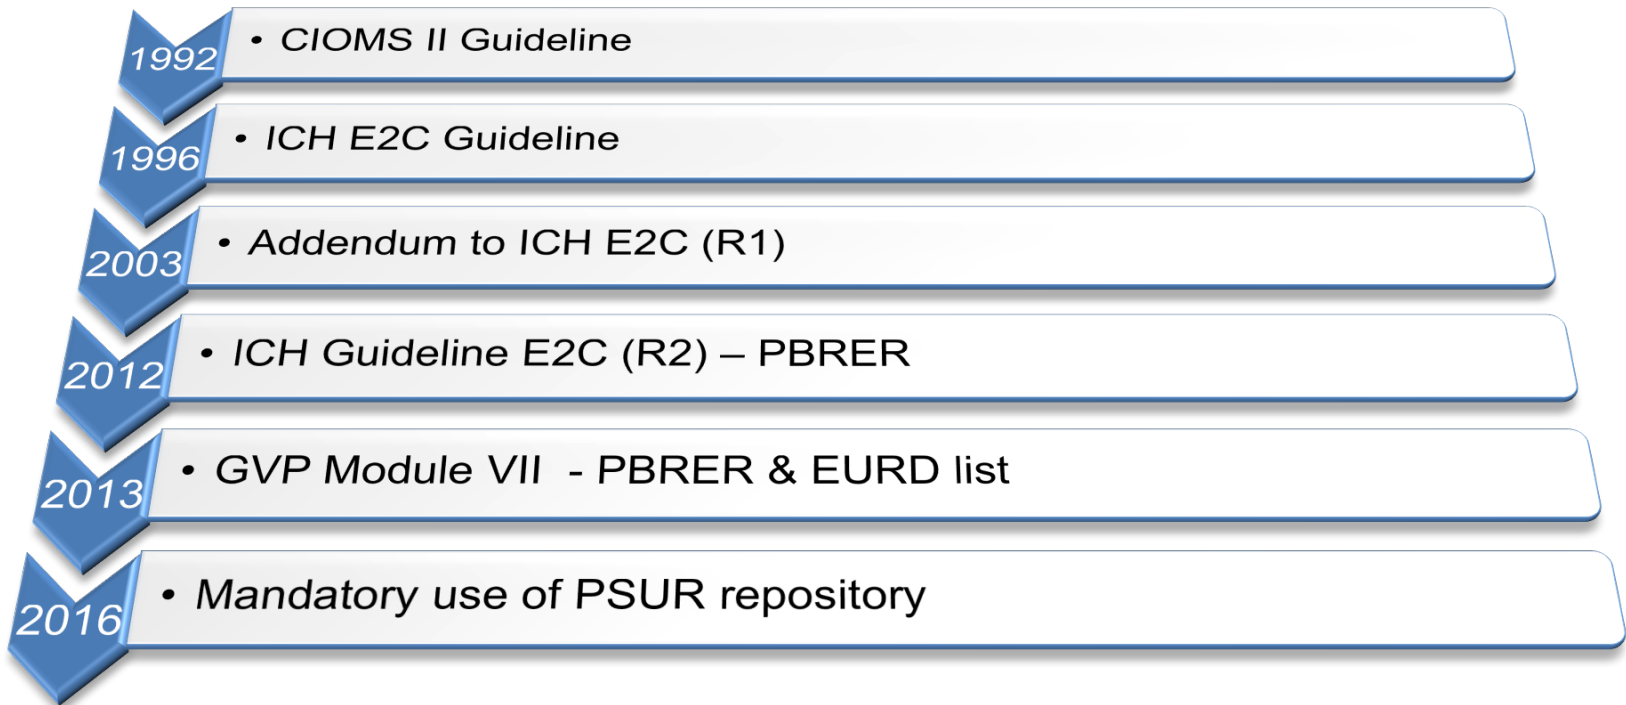 1992
• CIOMS II Guideline
1996
• ICH E2C Guideline
2003
• Addendum to ICH E2C (R1)
2012
• ICH Guideline E2C (R2) – PBRER
2013
• GVP Module VII - PBRER & EURD list
2016
• Mandatory use of PSUR repository